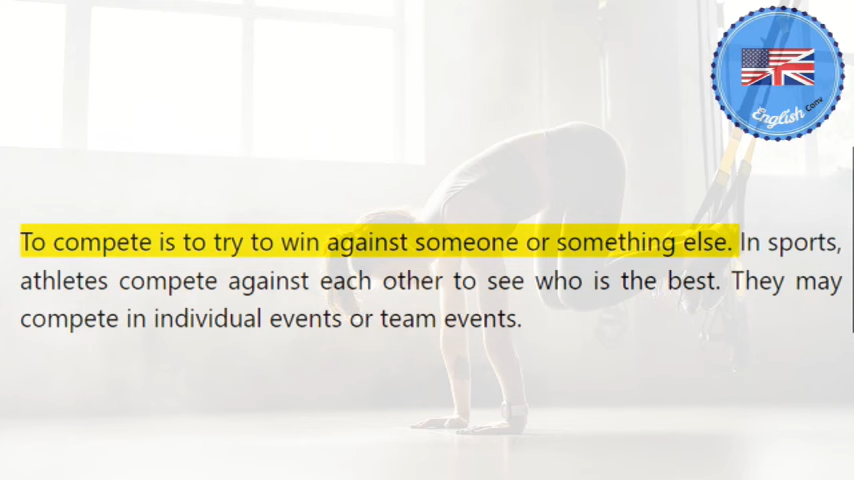 English Conv
To compete is to try to win against someone or something else. In sports,
athletes compete against each other to see who is the best. They may
compete in individual events or team events.